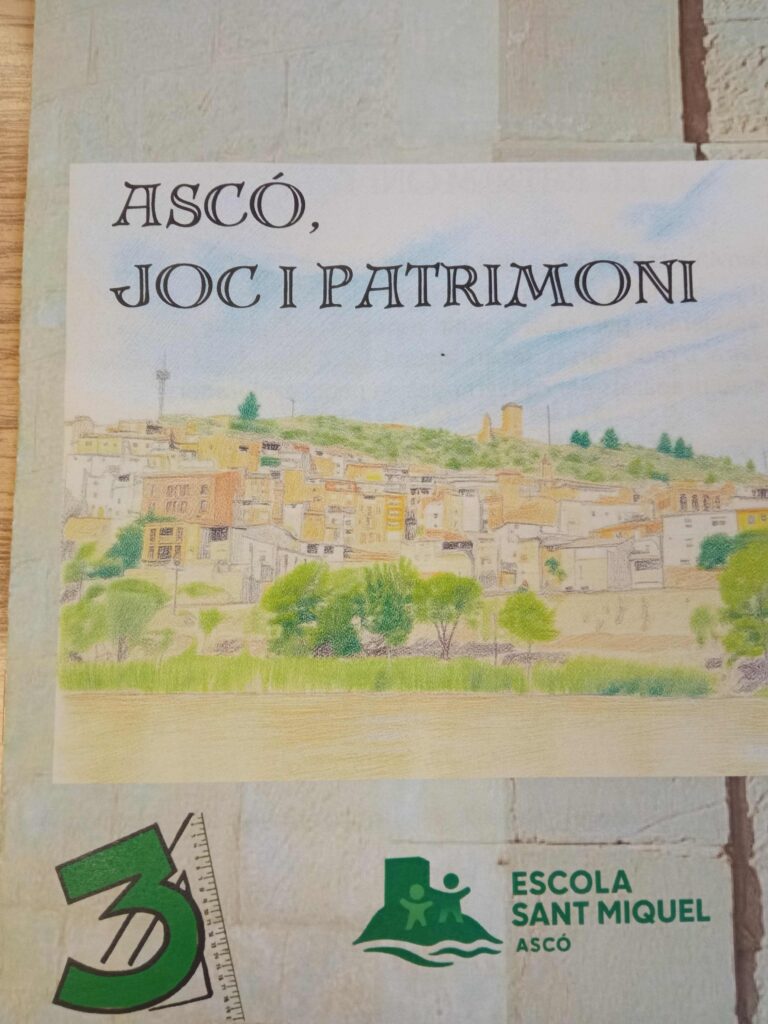 ASCÓ,
JOC I PATRIMONI
3
ESCOLA
SANT MIQUEL
ASCÓ